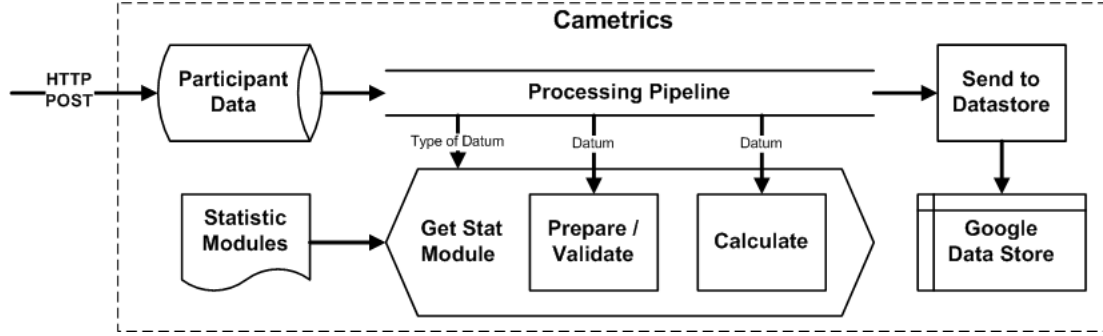 Cametrics
HTTP
POST
Participant
Data
Processing Pipeline
Send to
Datastore
Type of Datum
Datum
Datum
Statistic
Modules
Get Stat
Module
Prepare /
Validate
Calculate
Google
Data Store